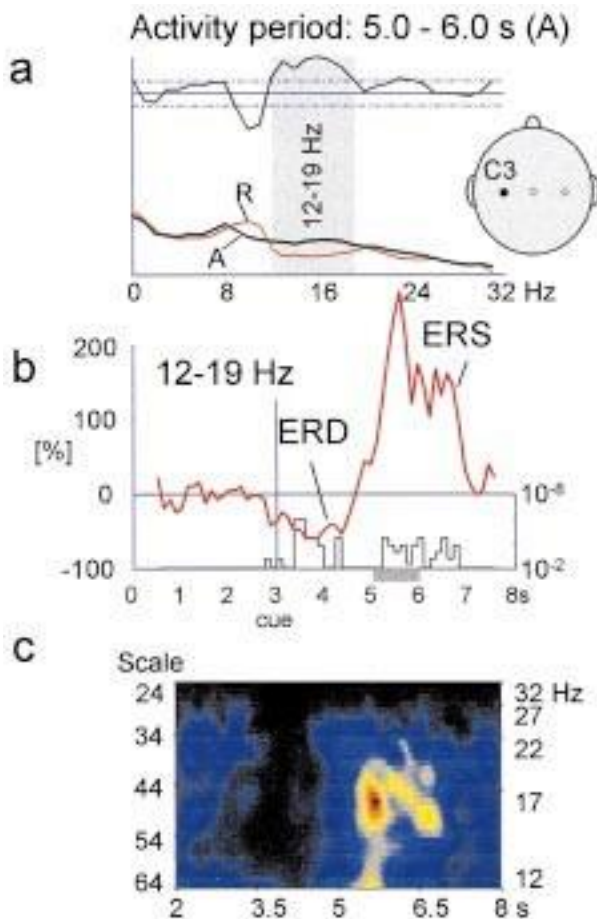 Activity period: 5.0 - 6.0 s (A)
a
12-19 Hz
C3
R
A
0 8 16 24 32 Hz
b
12-19 Hz
ERD
ERS
[%]
200
100
0
-100
10-6
10-2
0 1 2 3 4 5 6 7 8s
cue
c
Scale
24
34
44
54
64
32 Hz
27
22
17
12
2 3.5 5 6.5 8 s